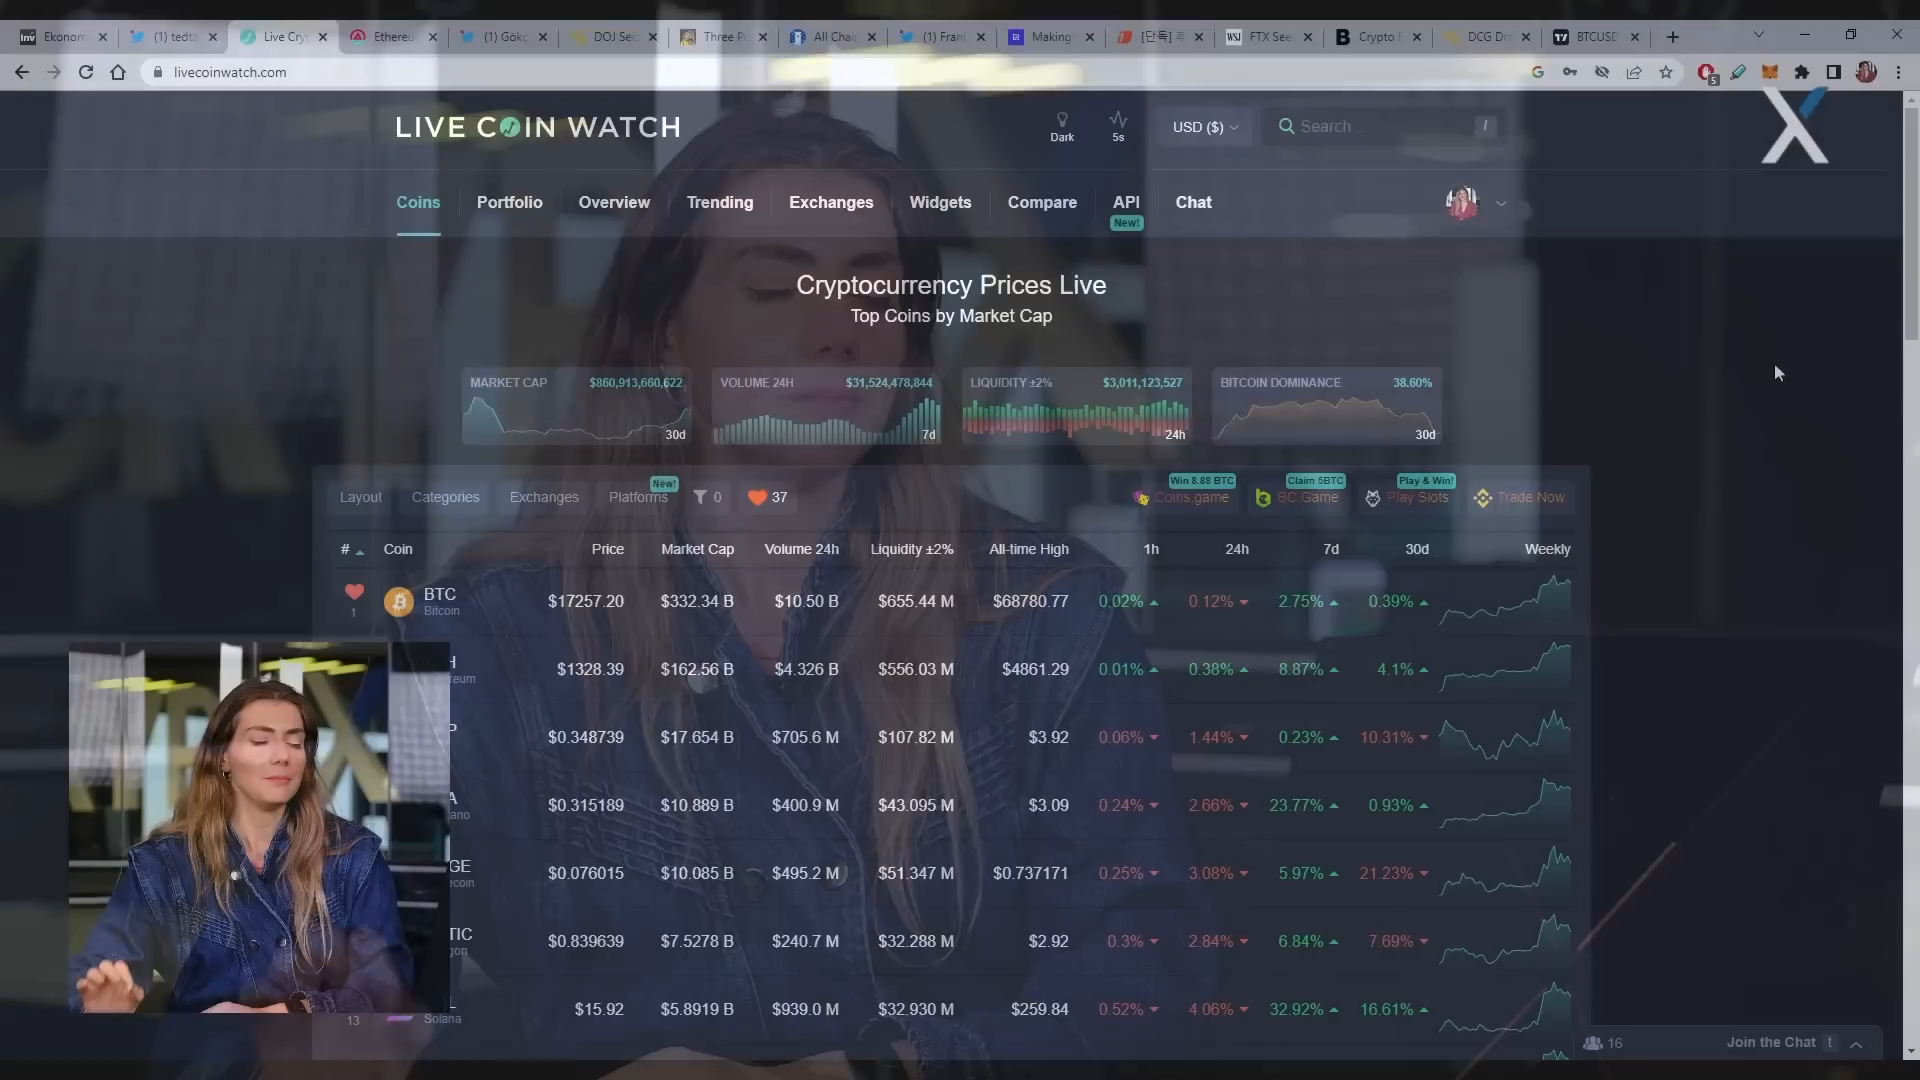 Ekonom
(1) tedta
Live Cry
Ethereu
(1) Gökç
DOJ Sei
Three P
All Chai
(1) Fran
Making
[단독]
FTX See
Crypto
DCG D
BTCUSD
livecoinwatch.com
5
LIVE COIN WATCH
Dark
5s
USD ($)
Search ..
/
Coins
Portfolio
Overview
Trending
Exchanges
Widgets
Compare
API
New!
Chat
Cryptocurrency Prices Live
Top Coins by Market Cap
MARKET CAP $860,913,660,622
30d
VOLUME 24H $31,524,478,844
7d
LIQUIDITY ±2% $3,011,123,527
24h
BITCOIN DOMINANCE 38.60%
30d
Layout
Categories
Exchanges
Platforms
New!
0
37
Win 8.88 BTC
Coins.game
Claim 5BTC
BC.Game
Play & Win!
Play Slots
Trade Now
# Coin Price Market Cap Volume 24h Liquidity ±2% All-time High 1h 24h 7d 30d Weekly
1 BTC Bitcoin $17257.20 $332.34 B $10.50 B $655.44 M $68780.77 0.02% 0.12% 2.75% 0.39%
H reum $1328.39 $162.56 B $4.326 B $556.03 M $4861.29 0.01% 0.38% 8.87% 4.1%
P $0.348739 $17.654 B $705.6 M $107.82 M $3.92 0.06% 1.44% 0.23% 10.31%
A ano $0.315189 $10.889 B $400.9 M $43.095 M $3.09 0.24% 2.66% 23.77% 0.93%
GE ecoin $0.076015 $10.085 B $495.2 M $51.347 M $0.737171 0.25% 3.08% 5.97% 21.23%
TIC gon $0.839639 $7.5278 B $240.7 M $32.288 M $2.92 0.3% 2.84% 6.84% 7.69%
13 L Solana $15.92 $5.8919 B $939.0 M $32.930 M $259.84 0.52% 4.06% 32.92% 16.61%
16
Join the Chat t